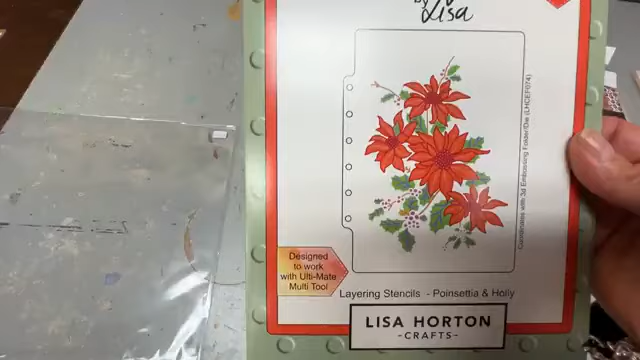 by Lisa
Coordinates with 3d Embossing Folder/Die (LHCEF074)
Designed
to work
with Ulti-Mate
Multi Tool
Layering Stencils - Poinsettia & Holly
LISA HORTON
-CRAFTS-